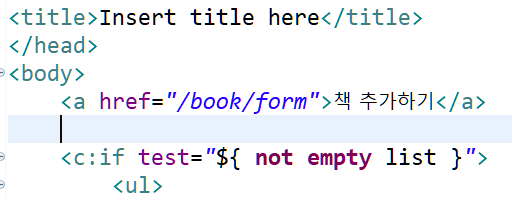 <title>Insert title here</title>
</head>
<body>
<a href="/book/form">책 추가하기</a>
<c:if test="${ not empty list }">
<ul>